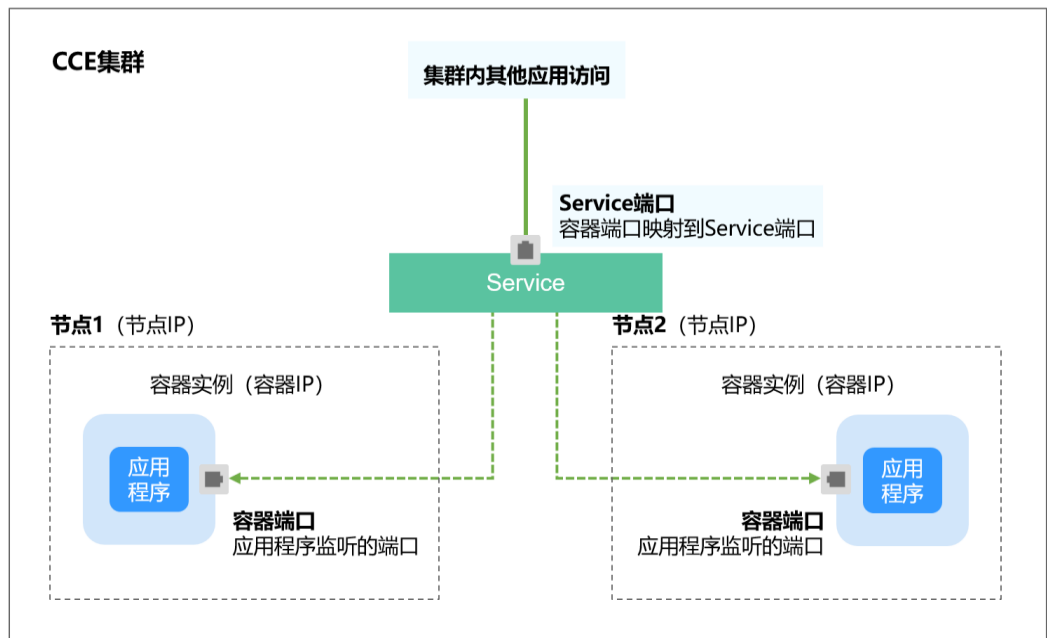 CCE集群
集群内其他应用访问
Service端口
容器端口映射到Service端口
Service
节点1（节点IP）
容器实例（容器IP）
应用
程序
容器端口
应用程序监听的端口
节点2（节点IP）
容器实例（容器IP）
应用
程序
容器端口
应用程序监听的端口